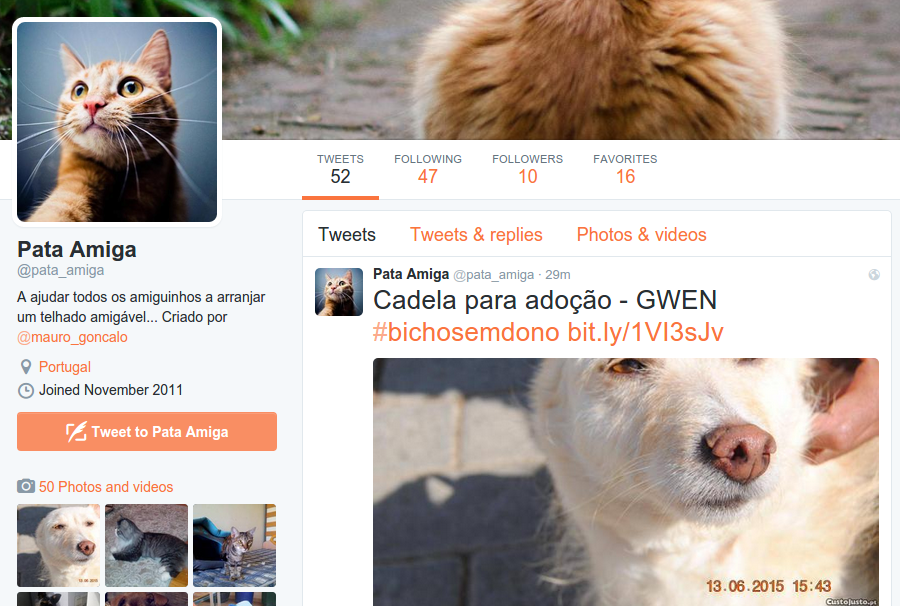 TWEETS
52
FOLLOWING
47
FOLLOWERS
10
FAVORITES
16
Pata Amiga
@pata_amiga
A ajudar todos os amiguinhos a arranjar
um telhado amigável... Criado por
@mauro_goncalo
Portugal
Joined November 2011
Tweet to Pata Amiga
50 Photos and videos
Tweets
Tweets & replies
Photos & videos
Pata Amiga @pata_amiga · 29m
Cadela para adoção - GWEN
#bichosemdono bit.ly/1VI3sJv
13.06.2015 15:43
CustoJusto.pt